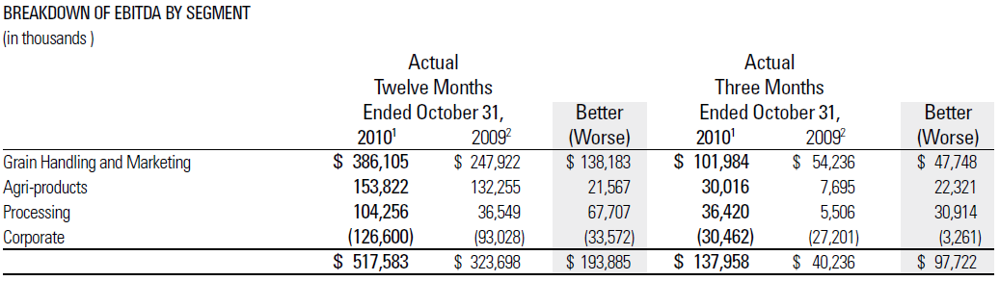 BREAKDOWN OF EBITDA BY SEGMENT
(in thousands )
Actual Actual
Twelve Months Three Months
Ended October 31, Better Ended October 31, Better
2010¹ 2009² (Worse) 2010¹ 2009² (Worse)
Grain Handling and Marketing $ 386,105 $ 247,922 $ 138,183 $ 101,984 $ 54,236 $ 47,748
Agri-products 153,822 132,255 21,567 30,016 7,695 22,321
Processing 104,256 36,549 67,707 36,420 5,506 30,914
Corporate (126,600) (93,028) (33,572) (30,462) (27,201) (3,261)
$ 517,583 $ 323,698 $ 193,885 $ 137,958 $ 40,236 $ 97,722